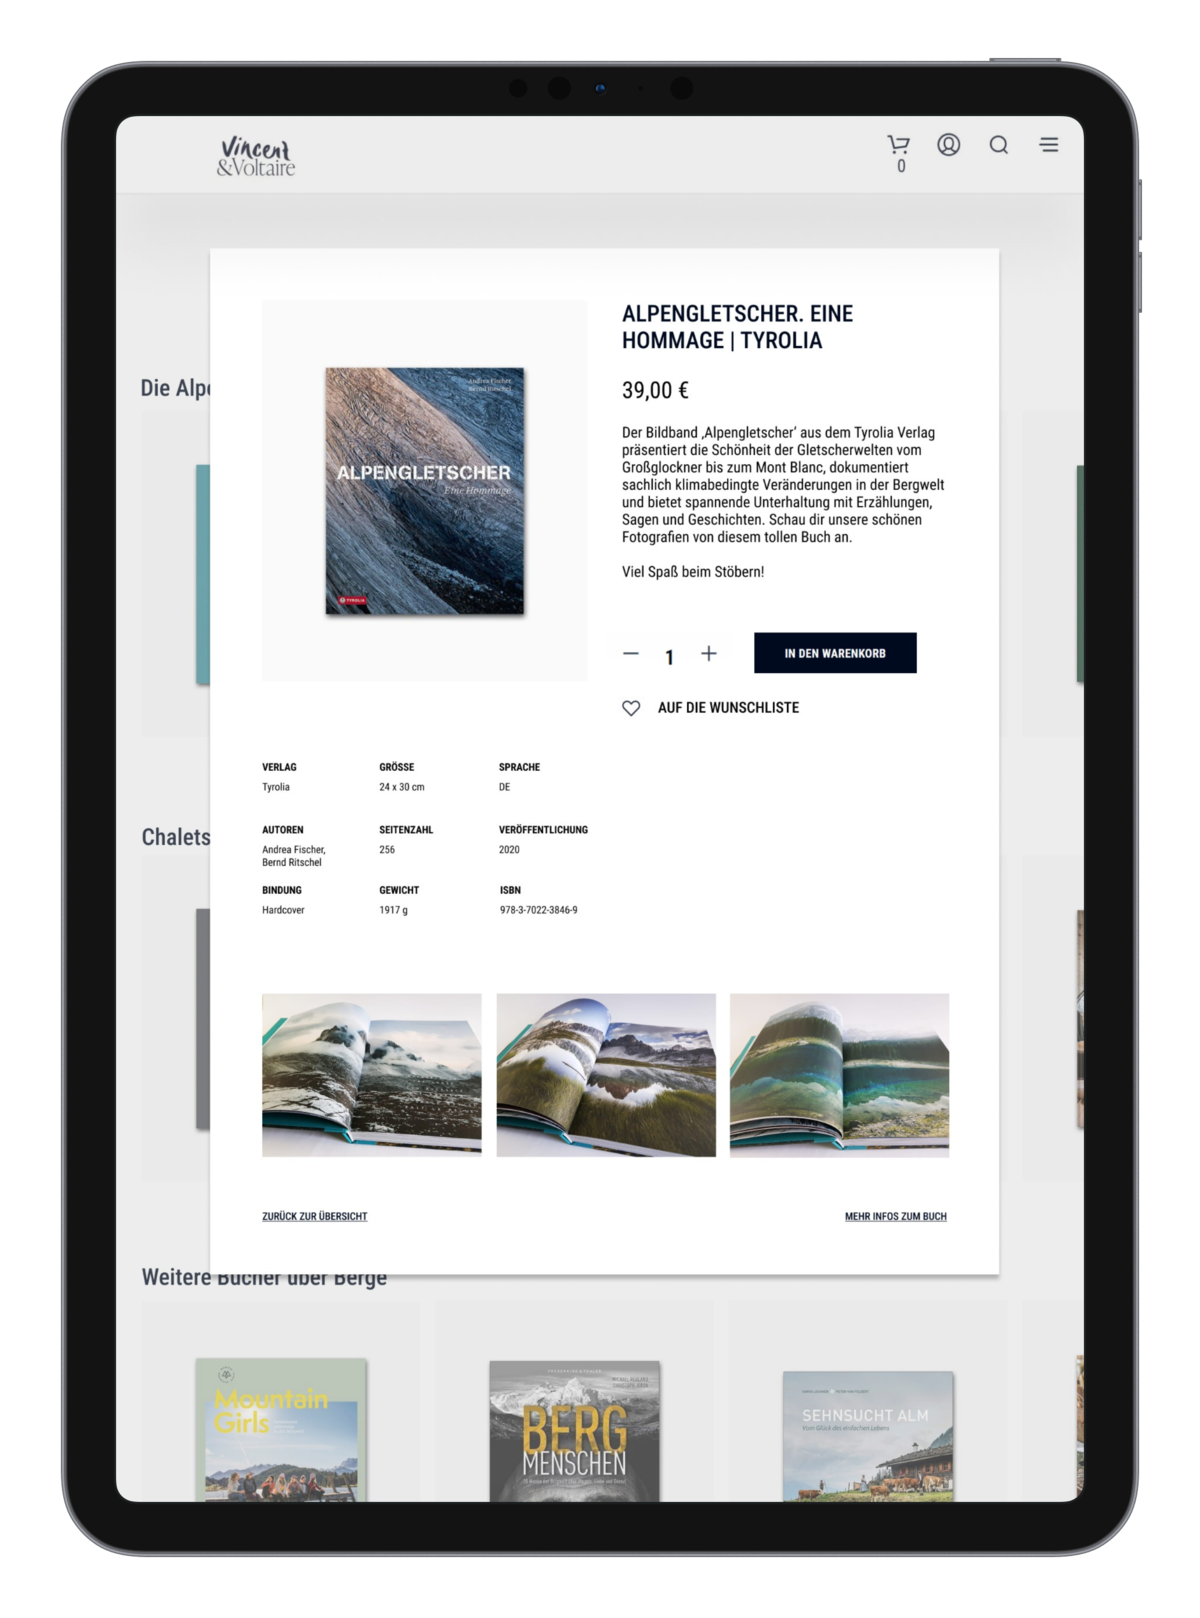 Vincent
&Voltaire
0
Die Alpe
ALPENGLETSCHER. EINE
HOMMAGE | TYROLIA
39,00 €
Der Bildband ‚Alpengletscher' aus dem Tyrolia Verlag
präsentiert die Schönheit der Gletscherwelten vom
Großglockner bis zum Mont Blanc, dokumentiert
sachlich klimabedingte Veränderungen in der Bergwelt
und bietet spannende Unterhaltung mit Erzählungen,
Sagen und Geschichten. Schau dir unsere schönen
Fotografien von diesem tollen Buch an.
Viel Spaß beim Stöbern!
Andrea Fischer
Bernd Ritschel
ALPENGLETSCHER
Eine Hommage
TYROLIA
1
IN DEN WARENKORB
AUF DIE WUNSCHLISTE
VERLAG GRÖSSE SPRACHE
Tyrolia 24 x 30 cm DE
AUTOREN SEITENZAHL VERÖFFENTLICHUNG
Andrea Fischer, 256 2020
Bernd Ritschel
BINDUNG GEWICHT ISBN
Hardcover 1917 g 978-3-7022-3846-9
Chalets
ZURÜCK ZUR ÜBERSICHT MEHR INFOS ZUM BUCH
Weitere Bücher über Berge
Mountain
Girls
BERG
MENSCHEN
SEHNSUCHT ALM
Vom Glück des einfachen Lebens